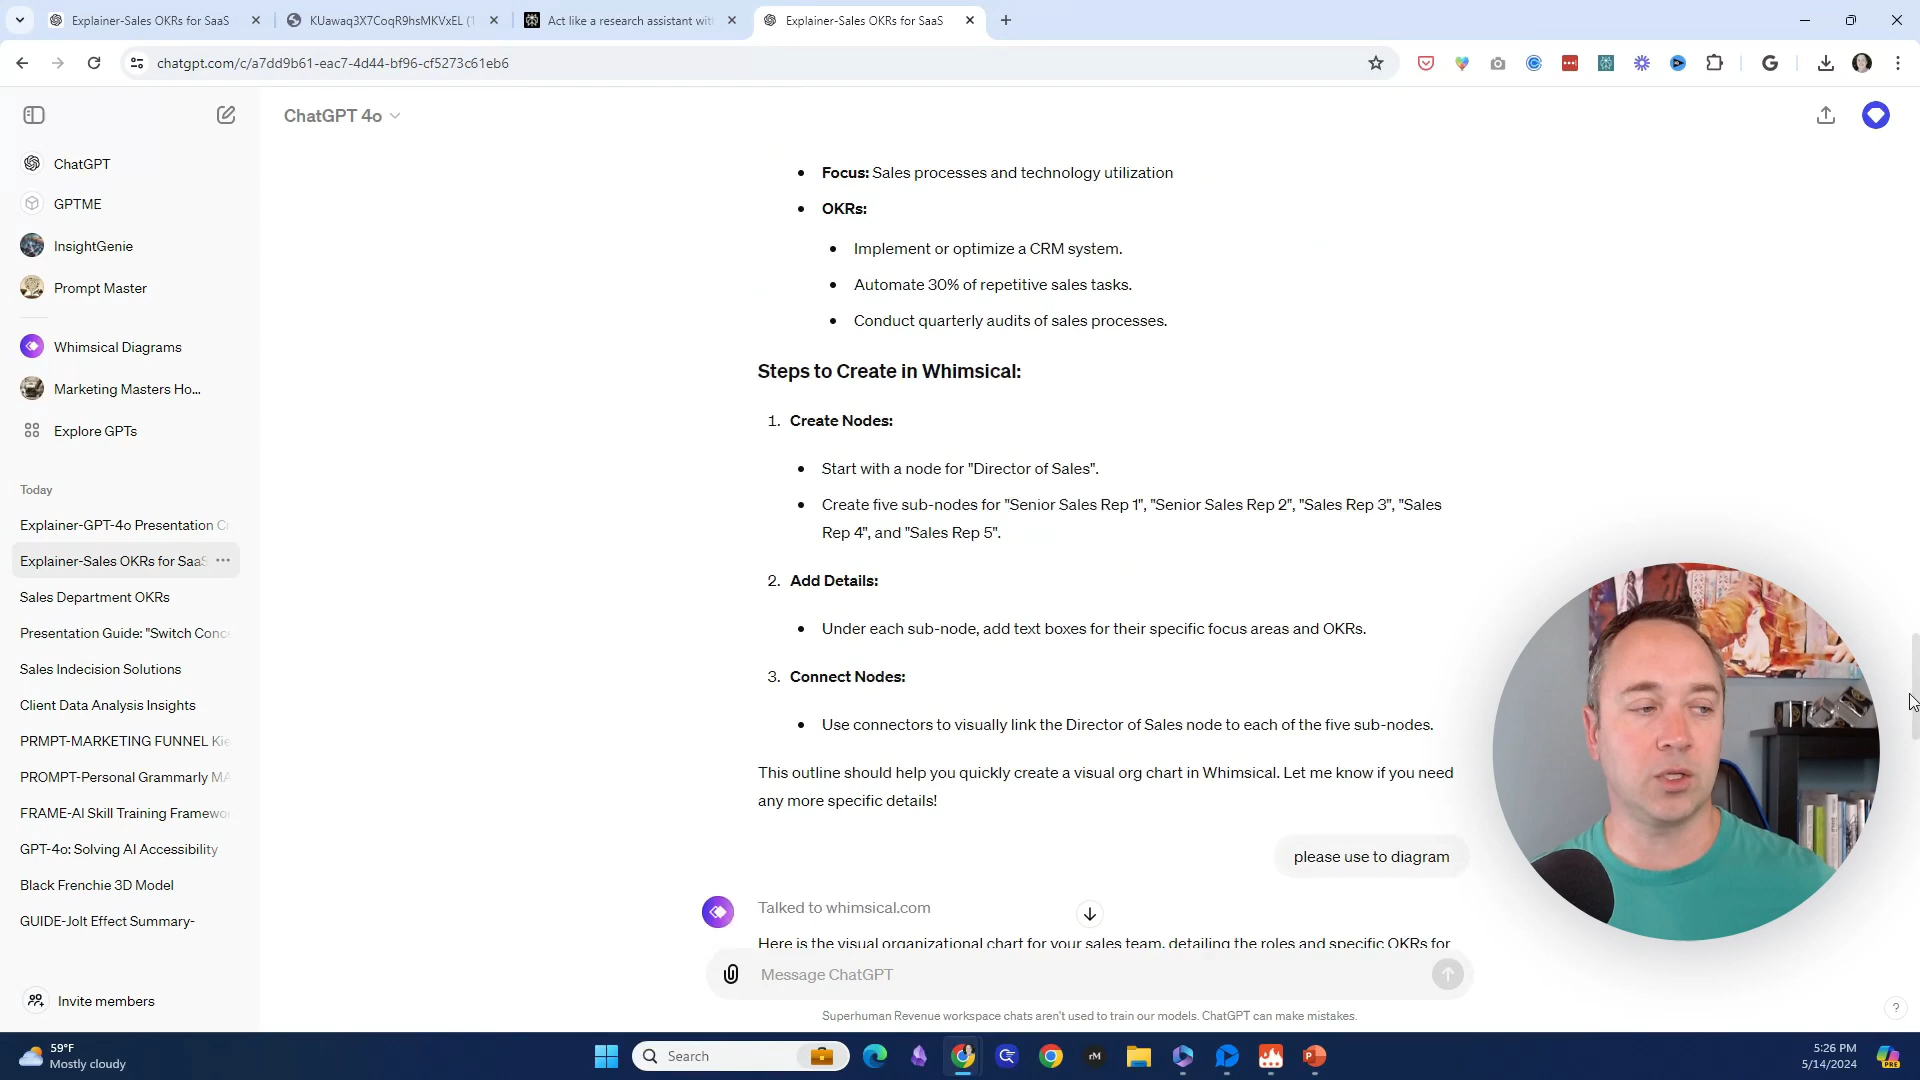 Explainer-Sales OKRs for SaaS
KUawaq3X7CoqR9hsMKVxEL (1
Act like a research assistant with
Explainer-Sales OKRs for SaaS
chatgpt.com/c/a7dd9b61-eac7-4d44-bf96-cf5273c61eb6
ChatGPT 4o
ChatGPT
GPTME
InsightGenie
Prompt Master
Whimsical Diagrams
Marketing Masters Ho...
Explore GPTs
Today
Explainer-GPT-4o Presentation Cr
Explainer-Sales OKRs for SaaS
Sales Department OKRs
Presentation Guide: "Switch Conc
Sales Indecision Solutions
Client Data Analysis Insights
PRMPT-MARKETING FUNNEL Kie
PROMPT-Personal Grammarly MA
FRAME-AI Skill Training Framewo
GPT-4o: Solving AI Accessibility
Black Frenchie 3D Model
GUIDE-Jolt Effect Summary-
Invite members
Focus: Sales processes and technology utilization
OKRs:
Implement or optimize a CRM system.
Automate 30% of repetitive sales tasks.
Conduct quarterly audits of sales processes.
Steps to Create in Whimsical:
1. Create Nodes:
Start with a node for "Director of Sales".
Create five sub-nodes for "Senior Sales Rep 1", "Senior Sales Rep 2", "Sales Rep 3", "Sales
Rep 4", and "Sales Rep 5".
2. Add Details:
Under each sub-node, add text boxes for their specific focus areas and OKRs.
3. Connect Nodes:
Use connectors to visually link the Director of Sales node to each of the five sub-nodes.
This outline should help you quickly create a visual org chart in Whimsical. Let me know if you need
any more specific details!
please use to diagram
Talked to whimsical.com
Here is the visual organizational chart for your sales team, detailing the roles and specific OKRs for
Message ChatGPT
Superhuman Revenue workspace chats aren't used to train our models. ChatGPT can make mistakes.
?
59°F
Mostly cloudy
Search
rM
5:26 PM
5/14/2024
PRE